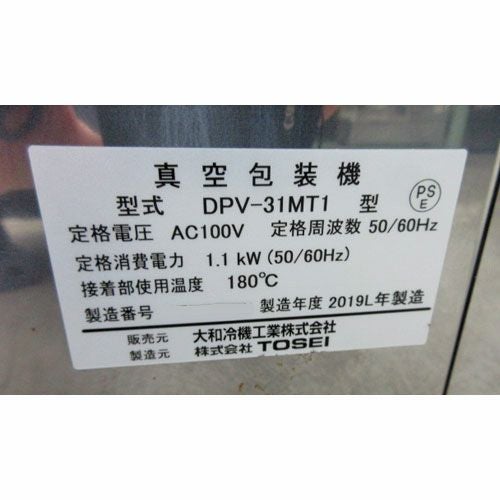 真空包装機
型式 DPV-31MT1 型
PS
E
定格電圧 AC100V 定格周波数 50/60Hz
定格消費電力 1.1 kW (50/60Hz)
接着部使用温度 180℃
製造番号 製造年度 2019L年製造
販売元 大和冷機工業株式会社
製造元 株式会社 TOSEI